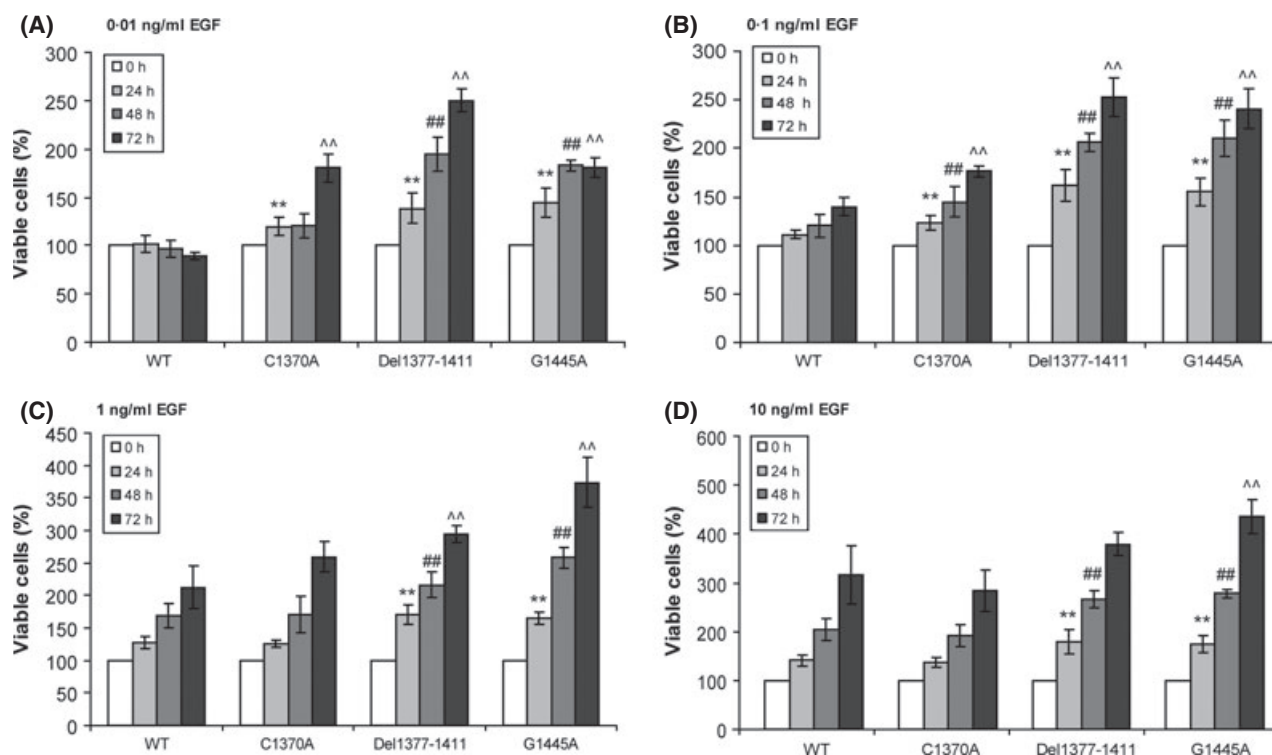 (A)
0·01 ng/ml EGF
Viable cells (%)
300
250
200
150
100
50
0
0 h
24 h
48 h
72 h
**
^^
**
##
^^
**
##
^^
WT
C1370A
Del1377-1411
G1445A
(B)
0·1 ng/ml EGF
Viable cells (%)
300
250
200
150
100
50
0
0 h
24 h
48 h
72 h
**
##
^^
**
##
^^
**
##
^^
WT
C1370A
Del1377-1411
G1445A
(C)
1 ng/ml EGF
Viable cells (%)
450
400
350
300
250
200
150
100
50
0
0 h
24 h
48 h
72 h
**
##
^^
**
##
^^
WT
C1370A
Del1377-1411
G1445A
(D)
10 ng/ml EGF
Viable cells (%)
600
500
400
300
200
100
0
0 h
24 h
48 h
72 h
**
##
**
##
^^
WT
C1370A
Del1377-1411
G1445A